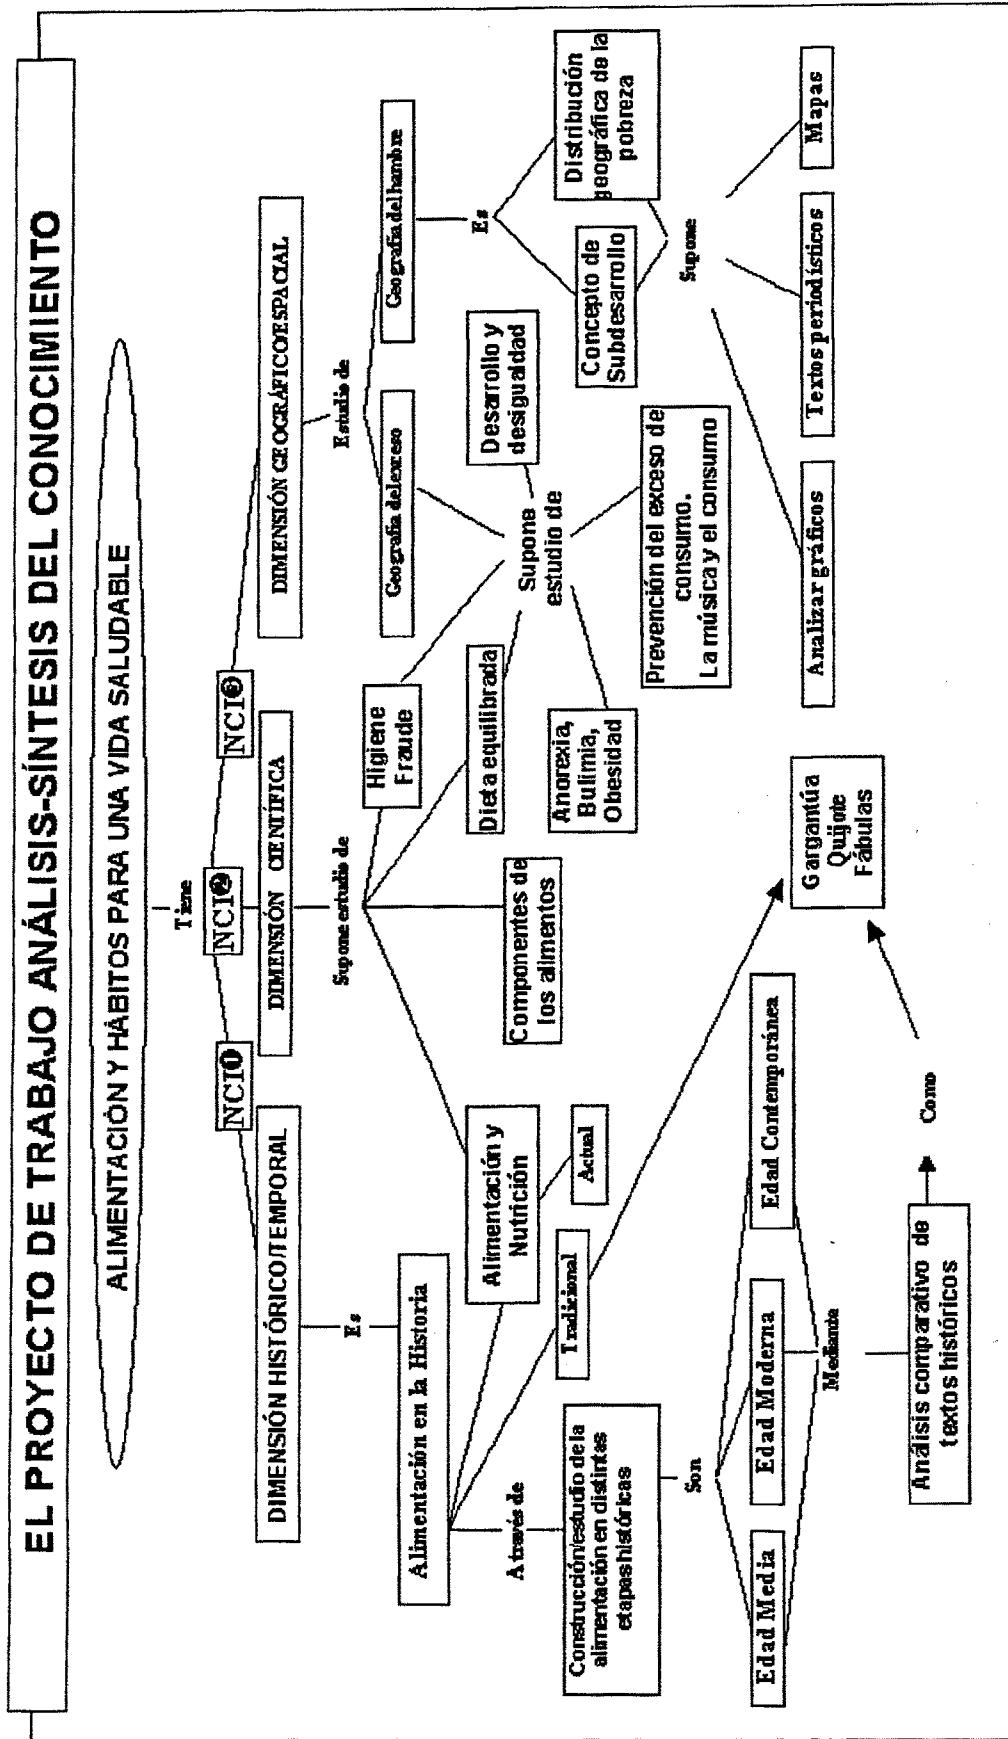 EL PROYECTO DE TRABAJO ANÁLISIS-SÍNTESIS DEL CONOCIMIENTO
ALIMENTACIÓN Y HÁBITOS PARA UNA VIDA SALUDABLE
Tiene
NCI❶
NCI❷
NCI❸
DIMENSIÓN HISTÓRICO/TEMPORAL
DIMENSIÓN CIENTÍFICA
DIMENSIÓN GEOGRÁFICO/ESPACIAL
Es
Supone estudio de
Estudio de
Alimentación en la Historia
Higiene
Fraude
Geografía del exceso
Geografía del hambre
Es
Alimentación y
Nutrición
Componentes de
los alimentos
Dieta equilibrada
Supone
estudio de
Desarrollo y
desigualdad
Anorexia,
Bulimia,
Obesidad
Concepto de
Subdesarrollo
Distribución
geográfica de la
pobreza
A través de
Tradicional
Actual
Construcción/estudio de la
alimentación en distintas
etapas históricas
Prevención del exceso de
consumo.
La música y el consumo
Supone
Son
Edad Media
Edad Moderna
Edad Contemporánea
Gargantúa
Quijote
Fábulas
Analizar gráficos
Textos periodísticos
Mapas
Mediante
Análisis comparativo de
textos históricos
Como